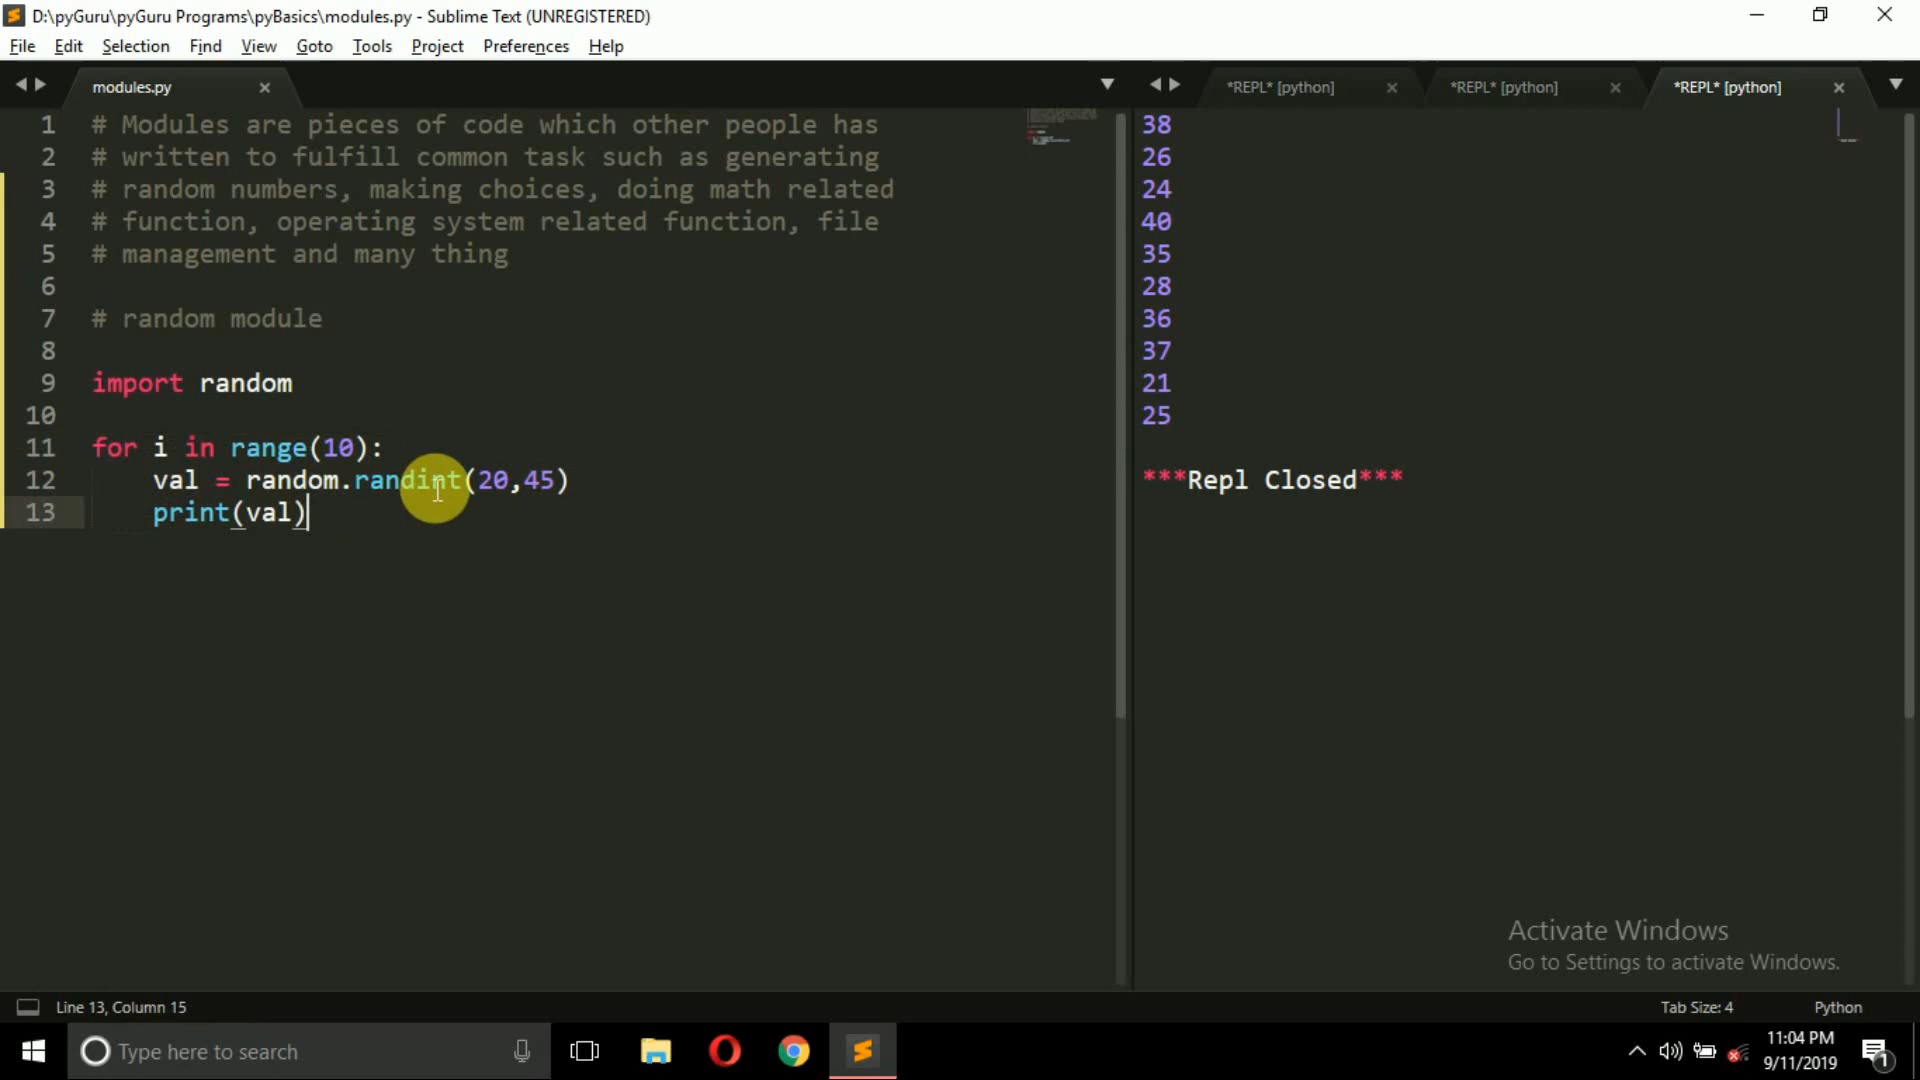 D:\pyGuru\pyGuru Programs\pyBasics\modules.py - Sublime Text (UNREGISTERED)
File Edit Selection Find View Goto Tools Project Preferences Help
modules.py
*REPL* [python] *REPL* [python] *REPL* [python]
1 # Modules are pieces of code which other people has
2 # written to fulfill common task such as generating
3 # random numbers, making choices, doing math related
4 # function, operating system related function, file
5 # management and many thing
6
7 # random module
8
9 import random
10
11 for i in range(10):
12 val = random.randint(20,45)
13 print(val)
38
26
24
40
35
28
36
37
21
25
***Repl Closed***
Activate Windows
Go to Settings to activate Windows.
Line 13, Column 15
Tab Size: 4 Python
Type here to search
11:04 PM
9/11/2019
1